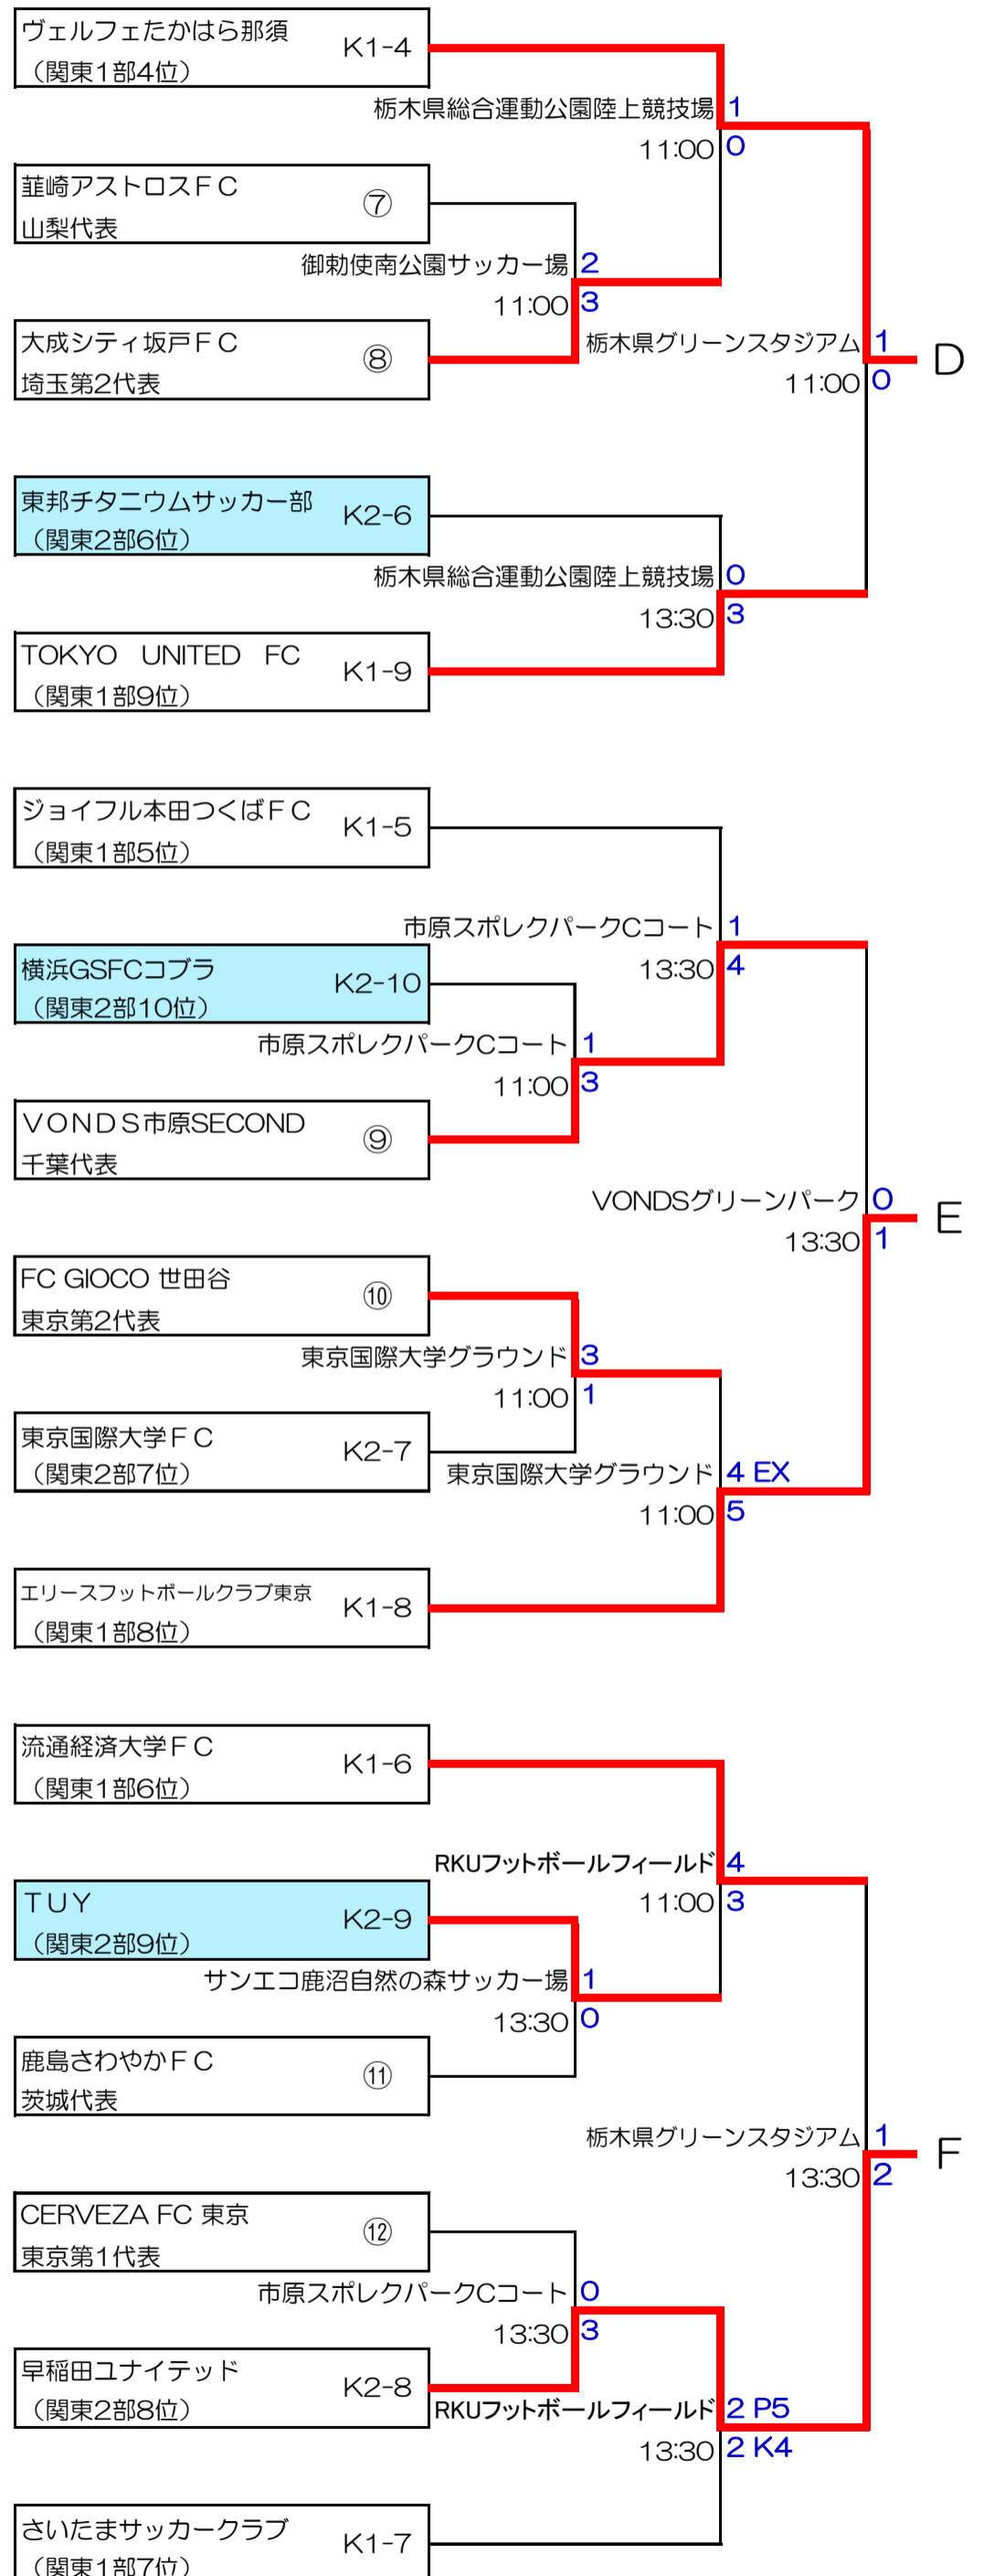 ヴェルフェたかはら那須
（関東1部4位）
K1-4
栃木県総合運動公園陸上競技場
11:00
1
0
韮崎アストロスＦＣ
山梨代表
⑦
御勅使南公園サッカー場
11:00
2
3
大成シティ坂戸ＦＣ
埼玉第2代表
⑧
栃木県グリーンスタジアム
11:00
1
0
D
東邦チタニウムサッカー部
（関東2部6位）
K2-6
栃木県総合運動公園陸上競技場
13:30
0
3
TOKYO　UNITED　FC
（関東1部9位）
K1-9
ジョイフル本田つくばＦＣ
（関東1部5位）
K1-5
市原スポレクパークCコート
13:30
1
4
横浜GSFCコブラ
（関東2部10位）
K2-10
市原スポレクパークCコート
11:00
1
3
ＶＯＮＤＳ市原SECOND
千葉代表
⑨
VONDSグリーンパーク
13:30
0
1
E
FC GIOCO 世田谷
東京第2代表
⑩
東京国際大学グラウンド
11:00
3
1
東京国際大学ＦＣ
（関東2部7位）
K2-7
東京国際大学グラウンド
11:00
4 EX
5
エリースフットボールクラブ東京
（関東1部8位）
K1-8
流通経済大学ＦＣ
（関東1部6位）
K1-6
RKUフットボールフィールド
11:00
4
3
ＴＵＹ
（関東2部9位）
K2-9
サンエコ鹿沼自然の森サッカー場
13:30
1
0
鹿島さわやかＦＣ
茨城代表
⑪
栃木県グリーンスタジアム
13:30
1
2
F
CERVEZA FC 東京
東京第1代表
⑫
市原スポレクパークCコート
13:30
0
3
早稲田ユナイテッド
（関東2部8位）
K2-8
RKUフットボールフィールド
13:30
2 P5
2 K4
さいたまサッカークラブ
（関東1部7位）
K1-7